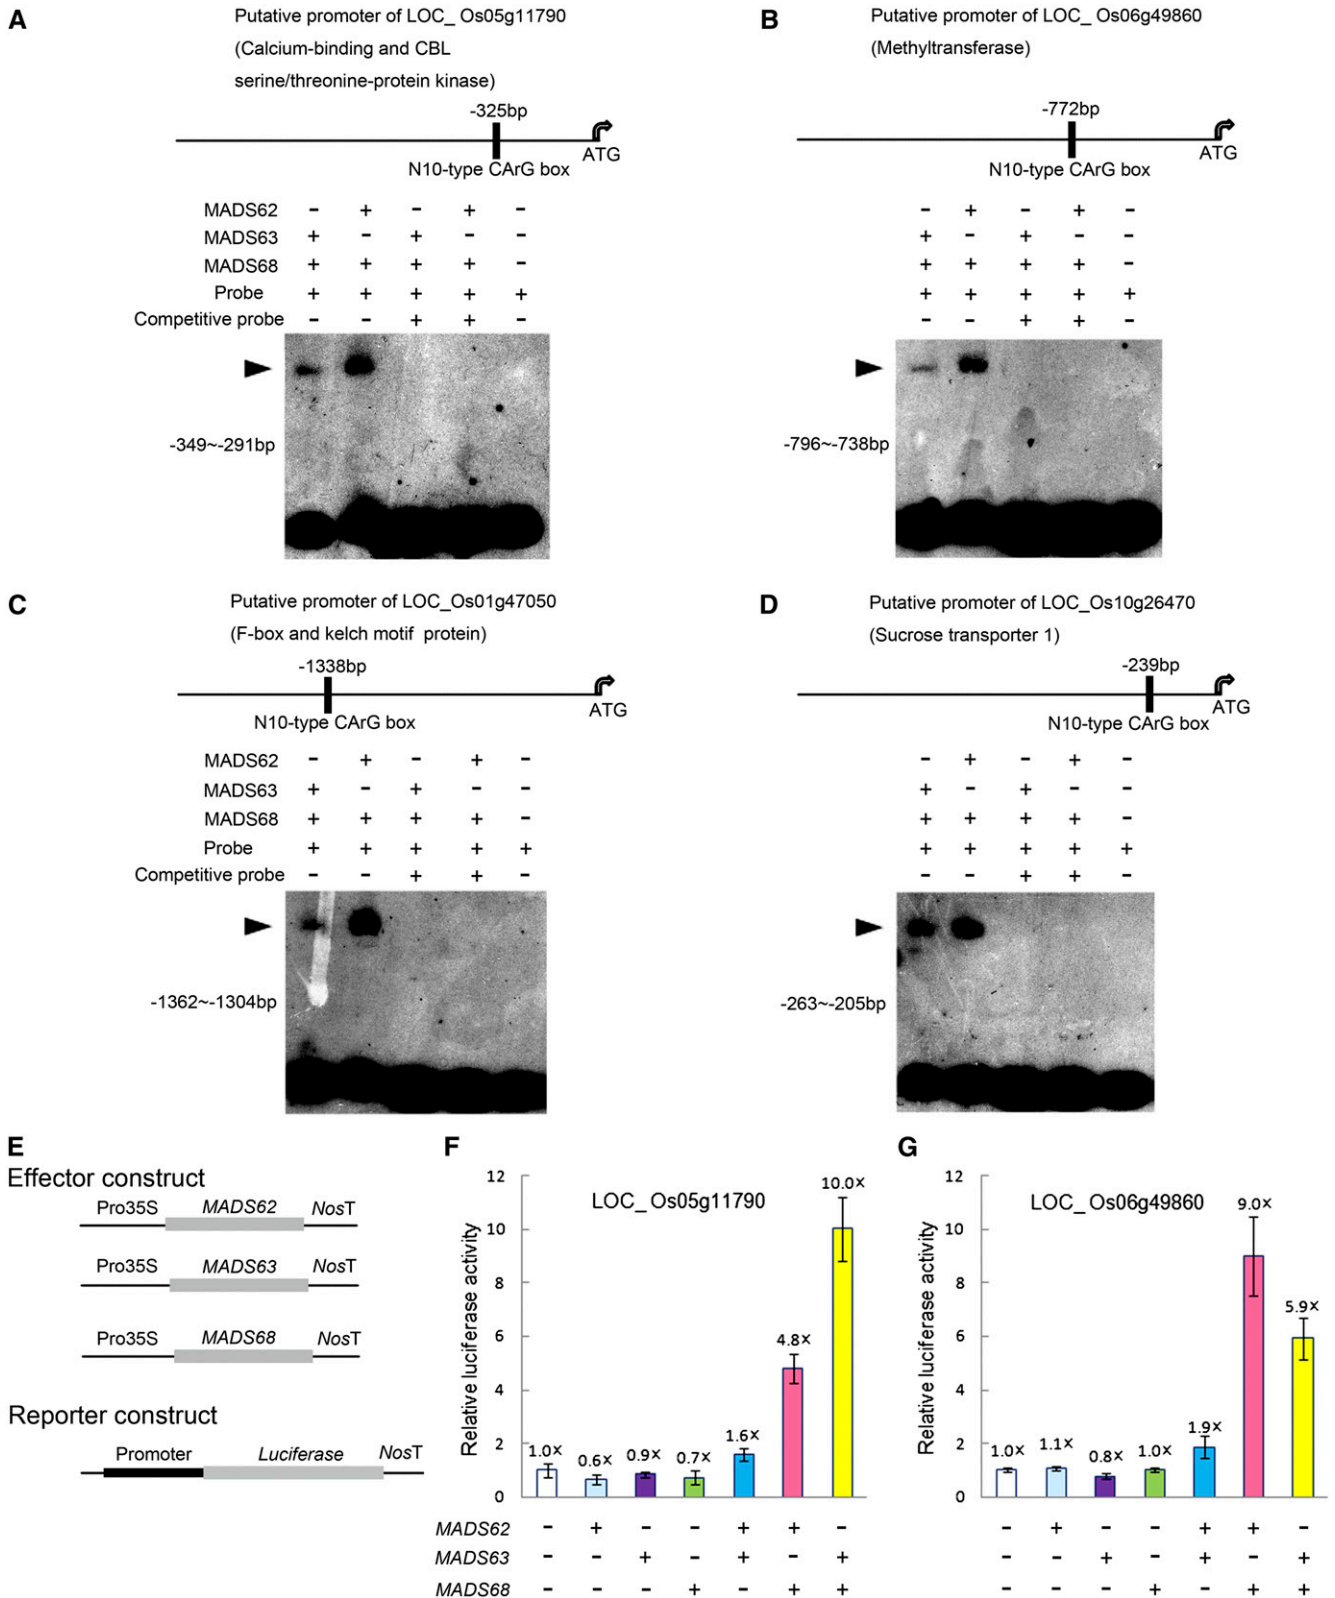 A
Putative promoter of LOC_ Os05g11790
(Calcium-binding and CBL
serine/threonine-protein kinase)
-325bp
ATG
N10-type CArG box
MADS62 - + - + -
MADS63 + - + - -
MADS68 + + + + -
Probe + + + + +
Competitive probe - - + + -
-349~-291bp
B
Putative promoter of LOC_ Os06g49860
(Methyltransferase)
-772bp
ATG
N10-type CArG box
- + - + -
+ - + - -
+ + + + -
+ + + + +
- - + + -
-796~-738bp
C
Putative promoter of LOC_Os01g47050
(F-box and kelch motif protein)
-1338bp
ATG
N10-type CArG box
MADS62 - + - + -
MADS63 + - + - -
MADS68 + + + + -
Probe + + + + +
Competitive probe - - + + -
-1362~-1304bp
D
Putative promoter of LOC_Os10g26470
(Sucrose transporter 1)
-239bp
ATG
N10-type CArG box
- + - + -
+ - + - -
+ + + + -
+ + + + +
- - + + -
-263~-205bp
E
Effector construct
Pro35S MADS62 NosT
Pro35S MADS63 NosT
Pro35S MADS68 NosT
Reporter construct
Promoter Luciferase NosT
F
LOC_ Os05g11790
Relative luciferase activity
12
10
8
6
4
2
0
1.0× 0.6× 0.9× 0.7× 1.6× 4.8× 10.0×
MADS62 - + - - + + -
MADS63 - - + - + - +
MADS68 - - - + - + +
G
LOC_ Os06g49860
Relative luciferase activity
12
10
8
6
4
2
0
1.0× 1.1× 0.8× 1.0× 1.9× 9.0× 5.9×
- + - - + + -
- - + - + - +
- - - + - + +